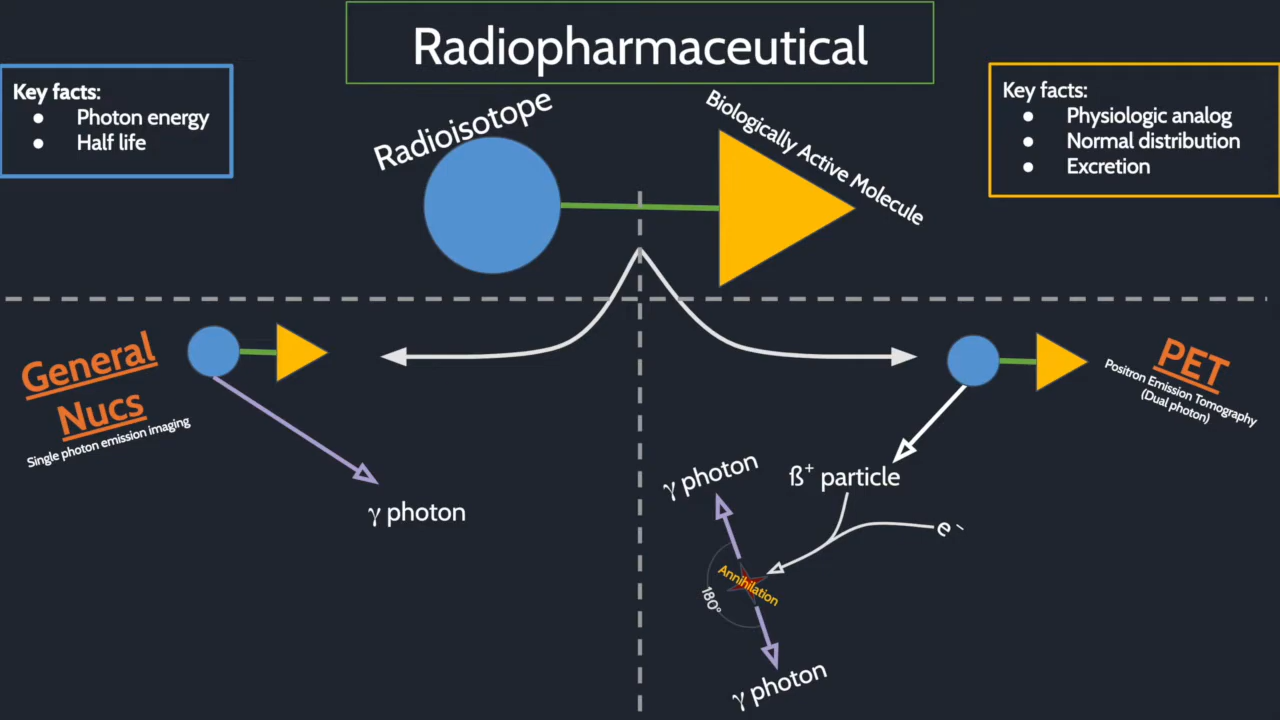 Radiopharmaceutical
Key facts:
● Photon energy
● Half life
Key facts:
● Physiologic analog
● Normal distribution
● Excretion
Radioisotope
Biologically Active Molecule
General
Nucs
Single photon emission imaging
γ photon
PET
Positron Emission Tomography
(Dual photon)
ß⁺ particle
e⁻
γ photon
Annihilation
180°
γ photon